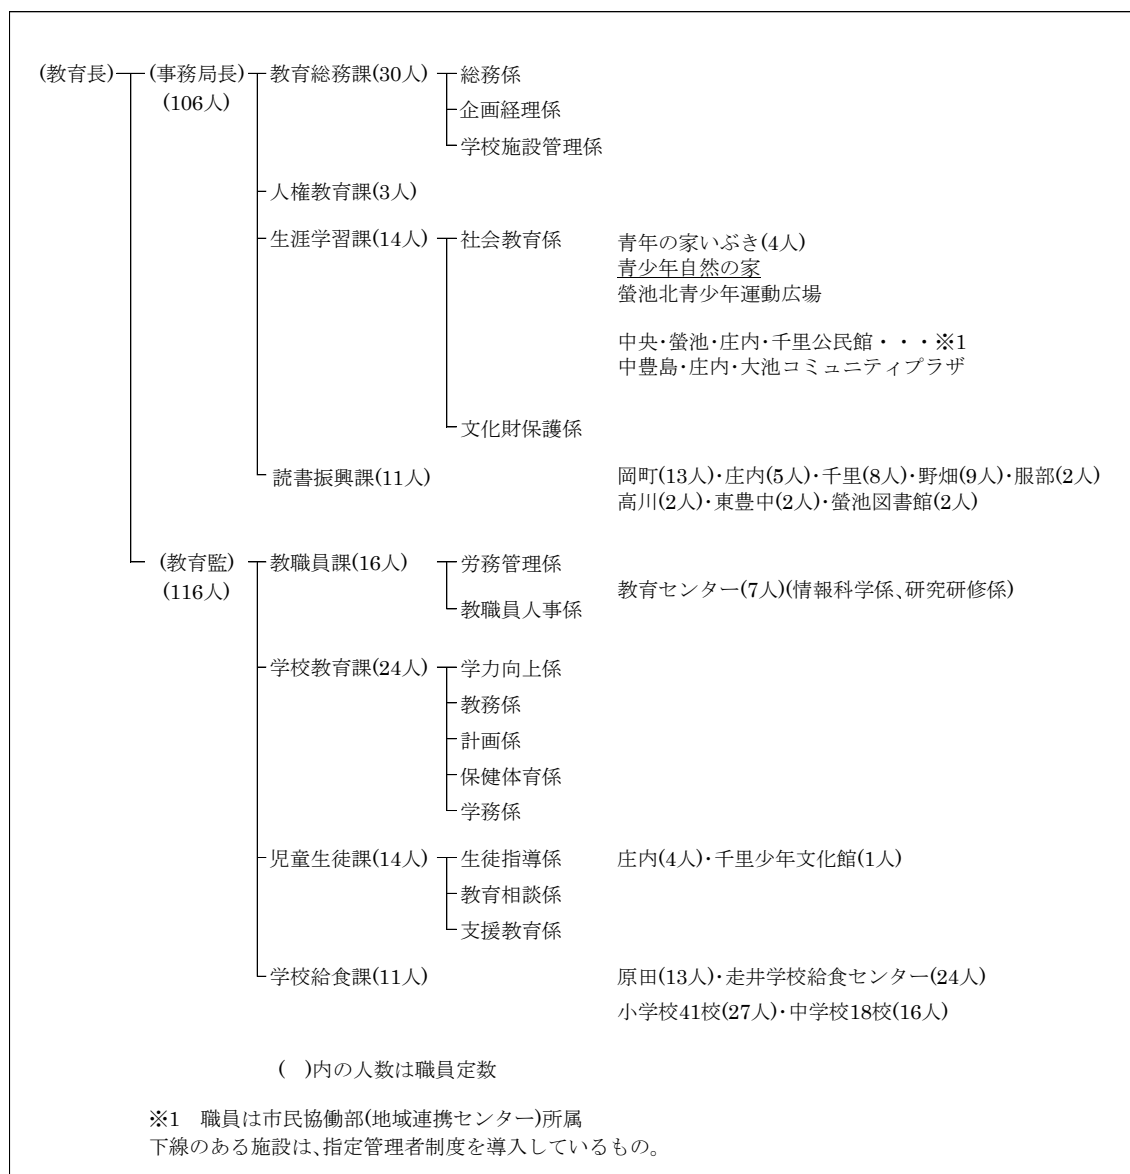 (教育長) (事務局長) 教育総務課(30人) 総務係
(106人)
企画経理係
学校施設管理係
人権教育課(3人)
生涯学習課(14人) 社会教育係 青年の家いぶき(4人)
青少年自然の家
螢池北青少年運動広場
中央・螢池・庄内・千里公民館・・・※1
中豊島・庄内・大池コミュニティプラザ
文化財保護係
読書振興課(11人) 岡町(13人)・庄内(5人)・千里(8人)・野畑(9人)・服部(2人)
高川(2人)・東豊中(2人)・螢池図書館(2人)
(教育監) 教職員課(16人) 労務管理係
(116人)
教育センター(7人)(情報科学係、研究研修係)
教職員人事係
学校教育課(24人) 学力向上係
教務係
計画係
保健体育係
学務係
児童生徒課(14人) 生徒指導係 庄内(4人)・千里少年文化館(1人)
教育相談係
支援教育係
学校給食課(11人) 原田(13人)・走井学校給食センター(24人)
小学校41校(27人)・中学校18校(16人)
(　)内の人数は職員定数
※1　職員は市民協働部(地域連携センター)所属
下線のある施設は、指定管理者制度を導入しているもの。